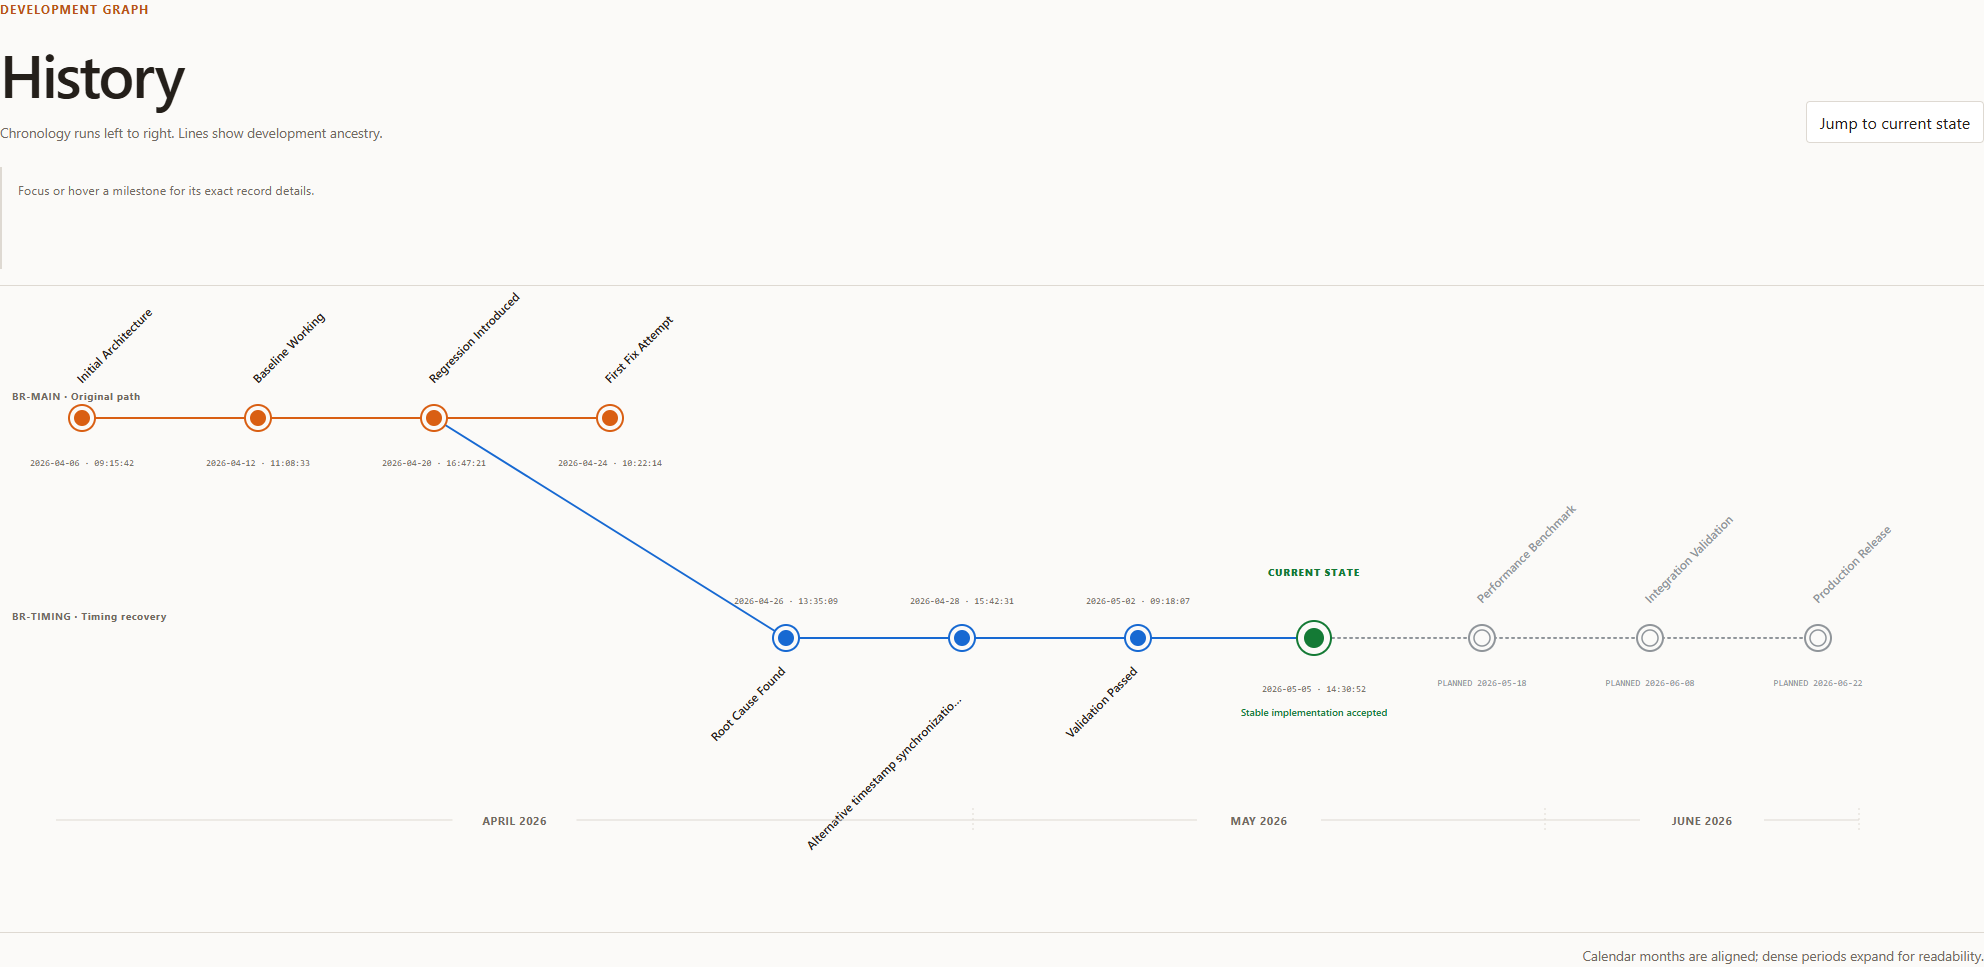 DEVELOPMENT GRAPH
History
Chronology runs left to right. Lines show development ancestry.
Jump to current state
Focus or hover a milestone for its exact record details.
Initial Architecture
Baseline Working
Regression Introduced
First Fix Attempt
BR-MAIN · Original path
2026-04-06 · 09:15:42
2026-04-12 · 11:08:33
2026-04-20 · 16:47:21
2026-04-24 · 10:22:14
Performance Benchmark
Integration Validation
Production Release
CURRENT STATE
2026-04-26 · 13:35:09
2026-04-28 · 15:42:31
2026-05-02 · 09:18:07
BR-TIMING · Timing recovery
Root Cause Found
Alternative timestamp synchronizatio...
Validation Passed
2026-05-05 · 14:30:52
Stable implementation accepted
PLANNED 2026-05-18
PLANNED 2026-06-08
PLANNED 2026-06-22
APRIL 2026
MAY 2026
JUNE 2026
Calendar months are aligned; dense periods expand for readability.